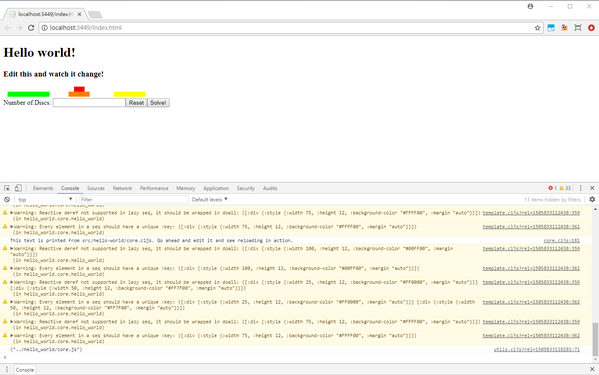 localhost:3449/index.html
localhost:3449/index.html
Hello world!
Edit this and watch it change!
Number of Discs: Reset Solve!
Elements Console Sources Network Performance Memory Application Security Audits 1 33
top Filter Default levels 11 items hidden by filters
(in hello_world.core.hello_world)
Warning: Reactive deref not supported in lazy seq, it should be wrapped in doall: ([:div {:style {:width 75, :height 12, :background-color "#FFFF00", :margin "auto"}}]) template.cljs?rel=1505833112438:359
(in hello_world.core.hello_world)
Warning: Every element in a seq should have a unique :key: ([:div {:style {:width 75, :height 12, :background-color "#FFFF00", :margin "auto"}}]) template.cljs?rel=1505833112438:362
(in hello_world.core.hello_world)
This text is printed from src/hello-world/core.cljs. Go ahead and edit it and see reloading in action. core.cljs:181
Warning: Reactive deref not supported in lazy seq, it should be wrapped in doall: ([:div {:style {:width 100, :height 12, :background-color "#00FF00", :margin template.cljs?rel=1505833112438:359
"auto"}}])
(in hello_world.core.hello_world)
Warning: Every element in a seq should have a unique :key: ([:div {:style {:width 100, :height 12, :background-color "#00FF00", :margin "auto"}}]) template.cljs?rel=1505833112438:362
(in hello_world.core.hello_world)
Warning: Reactive deref not supported in lazy seq, it should be wrapped in doall: ([:div {:style {:width 25, :height 12, :background-color "#FF0000", :margin "auto"}}] template.cljs?rel=1505833112438:359
[:div {:style {:width 50, :height 12, :background-color "#FF7F00", :margin "auto"}}])
(in hello_world.core.hello_world)
Warning: Every element in a seq should have a unique :key: ([:div {:style {:width 25, :height 12, :background-color "#FF0000", :margin "auto"}}] [:div {:style {:width template.cljs?rel=1505833112438:362
50, :height 12, :background-color "#FF7F00", :margin "auto"}}])
(in hello_world.core.hello_world)
Warning: Reactive deref not supported in lazy seq, it should be wrapped in doall: ([:div {:style {:width 75, :height 12, :background-color "#FFFF00", :margin "auto"}}]) template.cljs?rel=1505833112438:359
(in hello_world.core.hello_world)
Warning: Every element in a seq should have a unique :key: ([:div {:style {:width 75, :height 12, :background-color "#FFFF00", :margin "auto"}}]) template.cljs?rel=1505833112438:362
(in hello_world.core.hello_world)
("../hello_world/core.js") utils.cljs?rel=1505833118281:71
Console